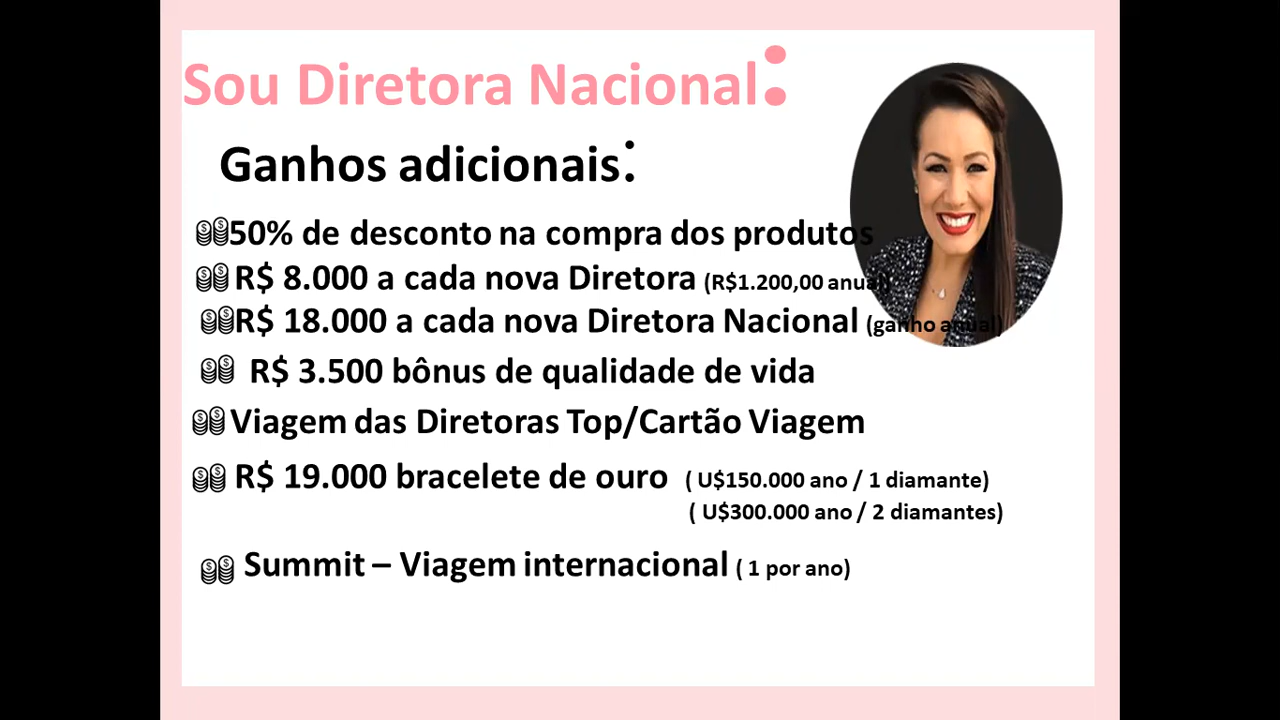 Sou Diretora Nacional:
Ganhos adicionais:
50% de desconto na compra dos produtos
R$ 8.000 a cada nova Diretora (R$1.200,00 anual)
R$ 18.000 a cada nova Diretora Nacional (ganho anual)
R$ 3.500 bônus de qualidade de vida
Viagem das Diretoras Top/Cartão Viagem
R$ 19.000 bracelete de ouro ( U$150.000 ano / 1 diamante)
( U$300.000 ano / 2 diamantes)
Summit – Viagem internacional ( 1 por ano)